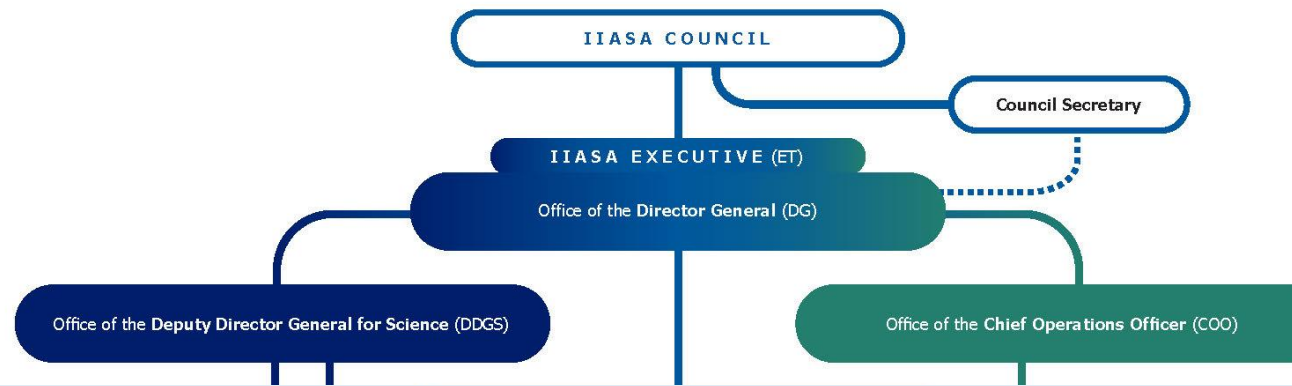 IIASA COUNCIL
Council Secretary
IIASA EXECUTIVE (ET)
Office of the Director General (DG)
Office of the Deputy Director General for Science (DDGS)
Office of the Chief Operations Officer (COO)